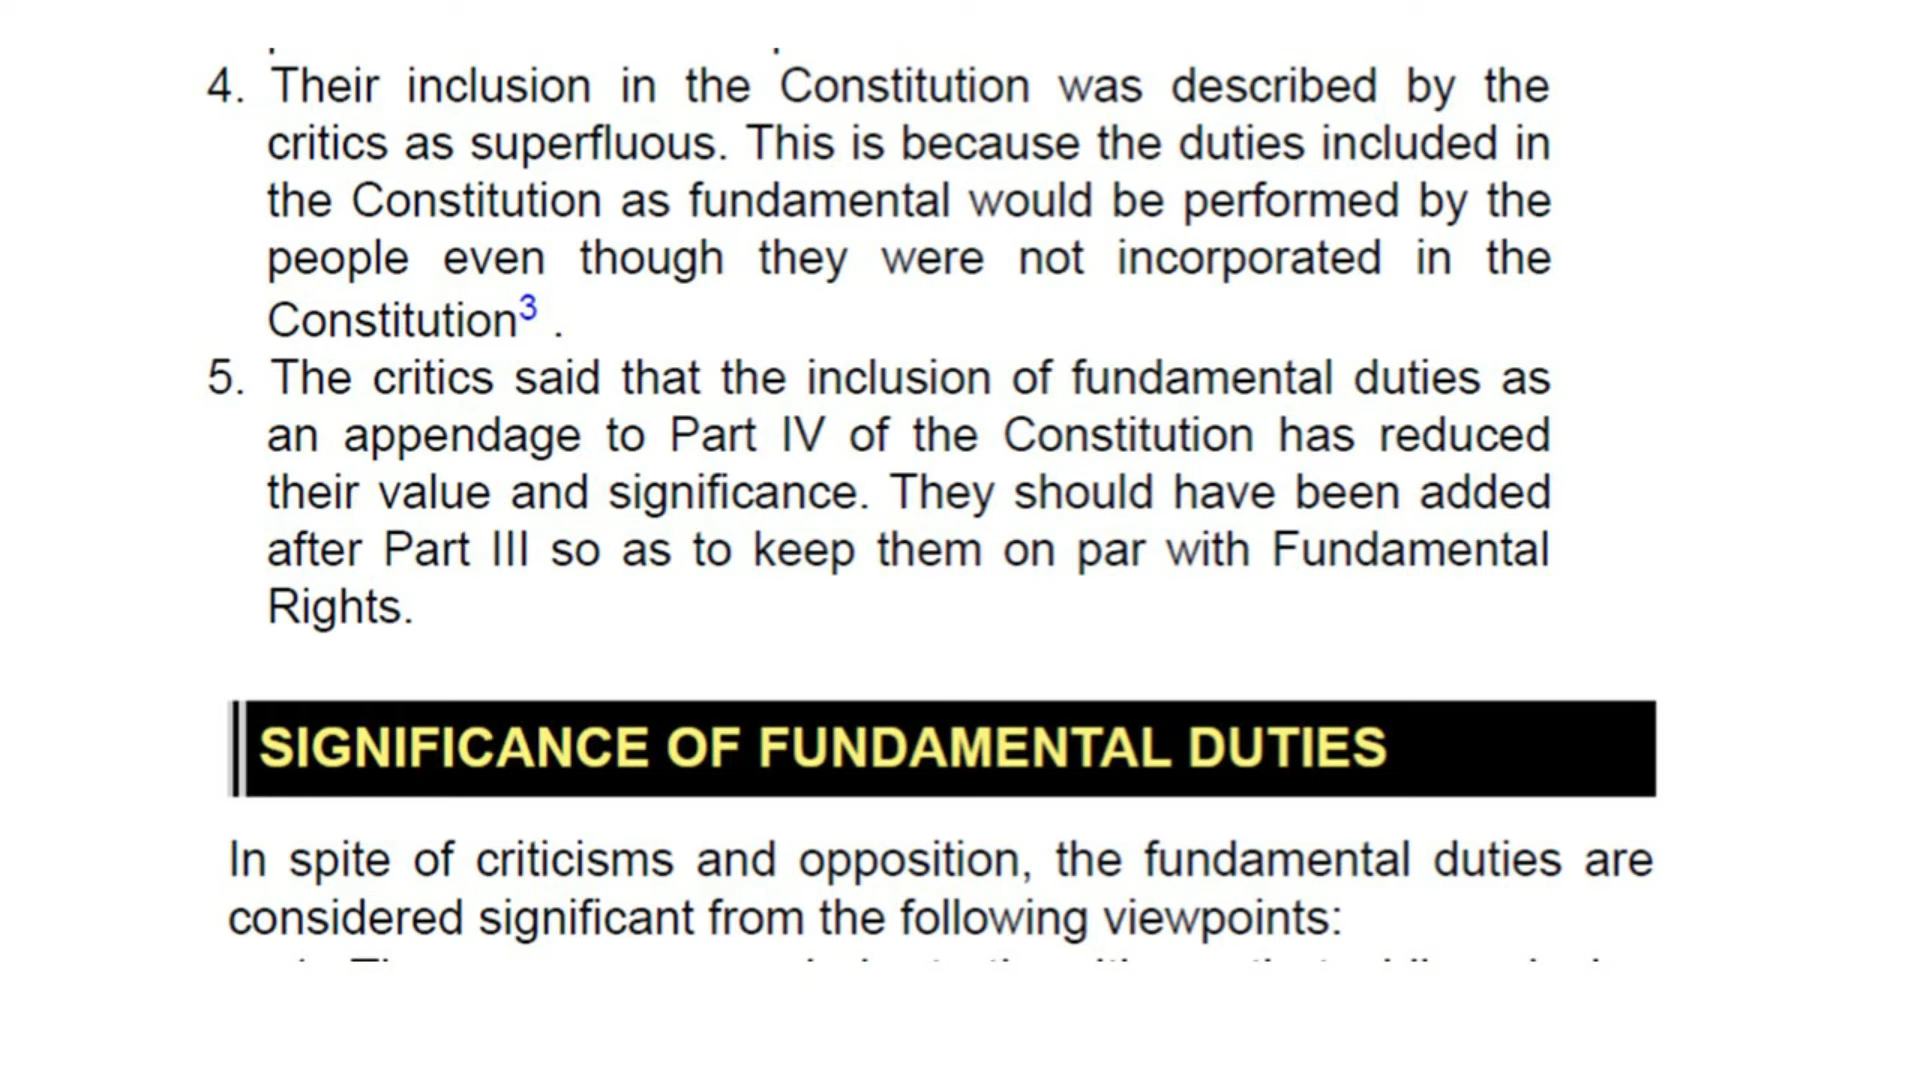 4. Their inclusion in the Constitution was described by the
critics as superfluous. This is because the duties included in
the Constitution as fundamental would be performed by the
people even though they were not incorporated in the
Constitution3 .
5. The critics said that the inclusion of fundamental duties as
an appendage to Part IV of the Constitution has reduced
their value and significance. They should have been added
after Part III so as to keep them on par with Fundamental
Rights.
SIGNIFICANCE OF FUNDAMENTAL DUTIES
In spite of criticisms and opposition, the fundamental duties are
considered significant from the following viewpoints: